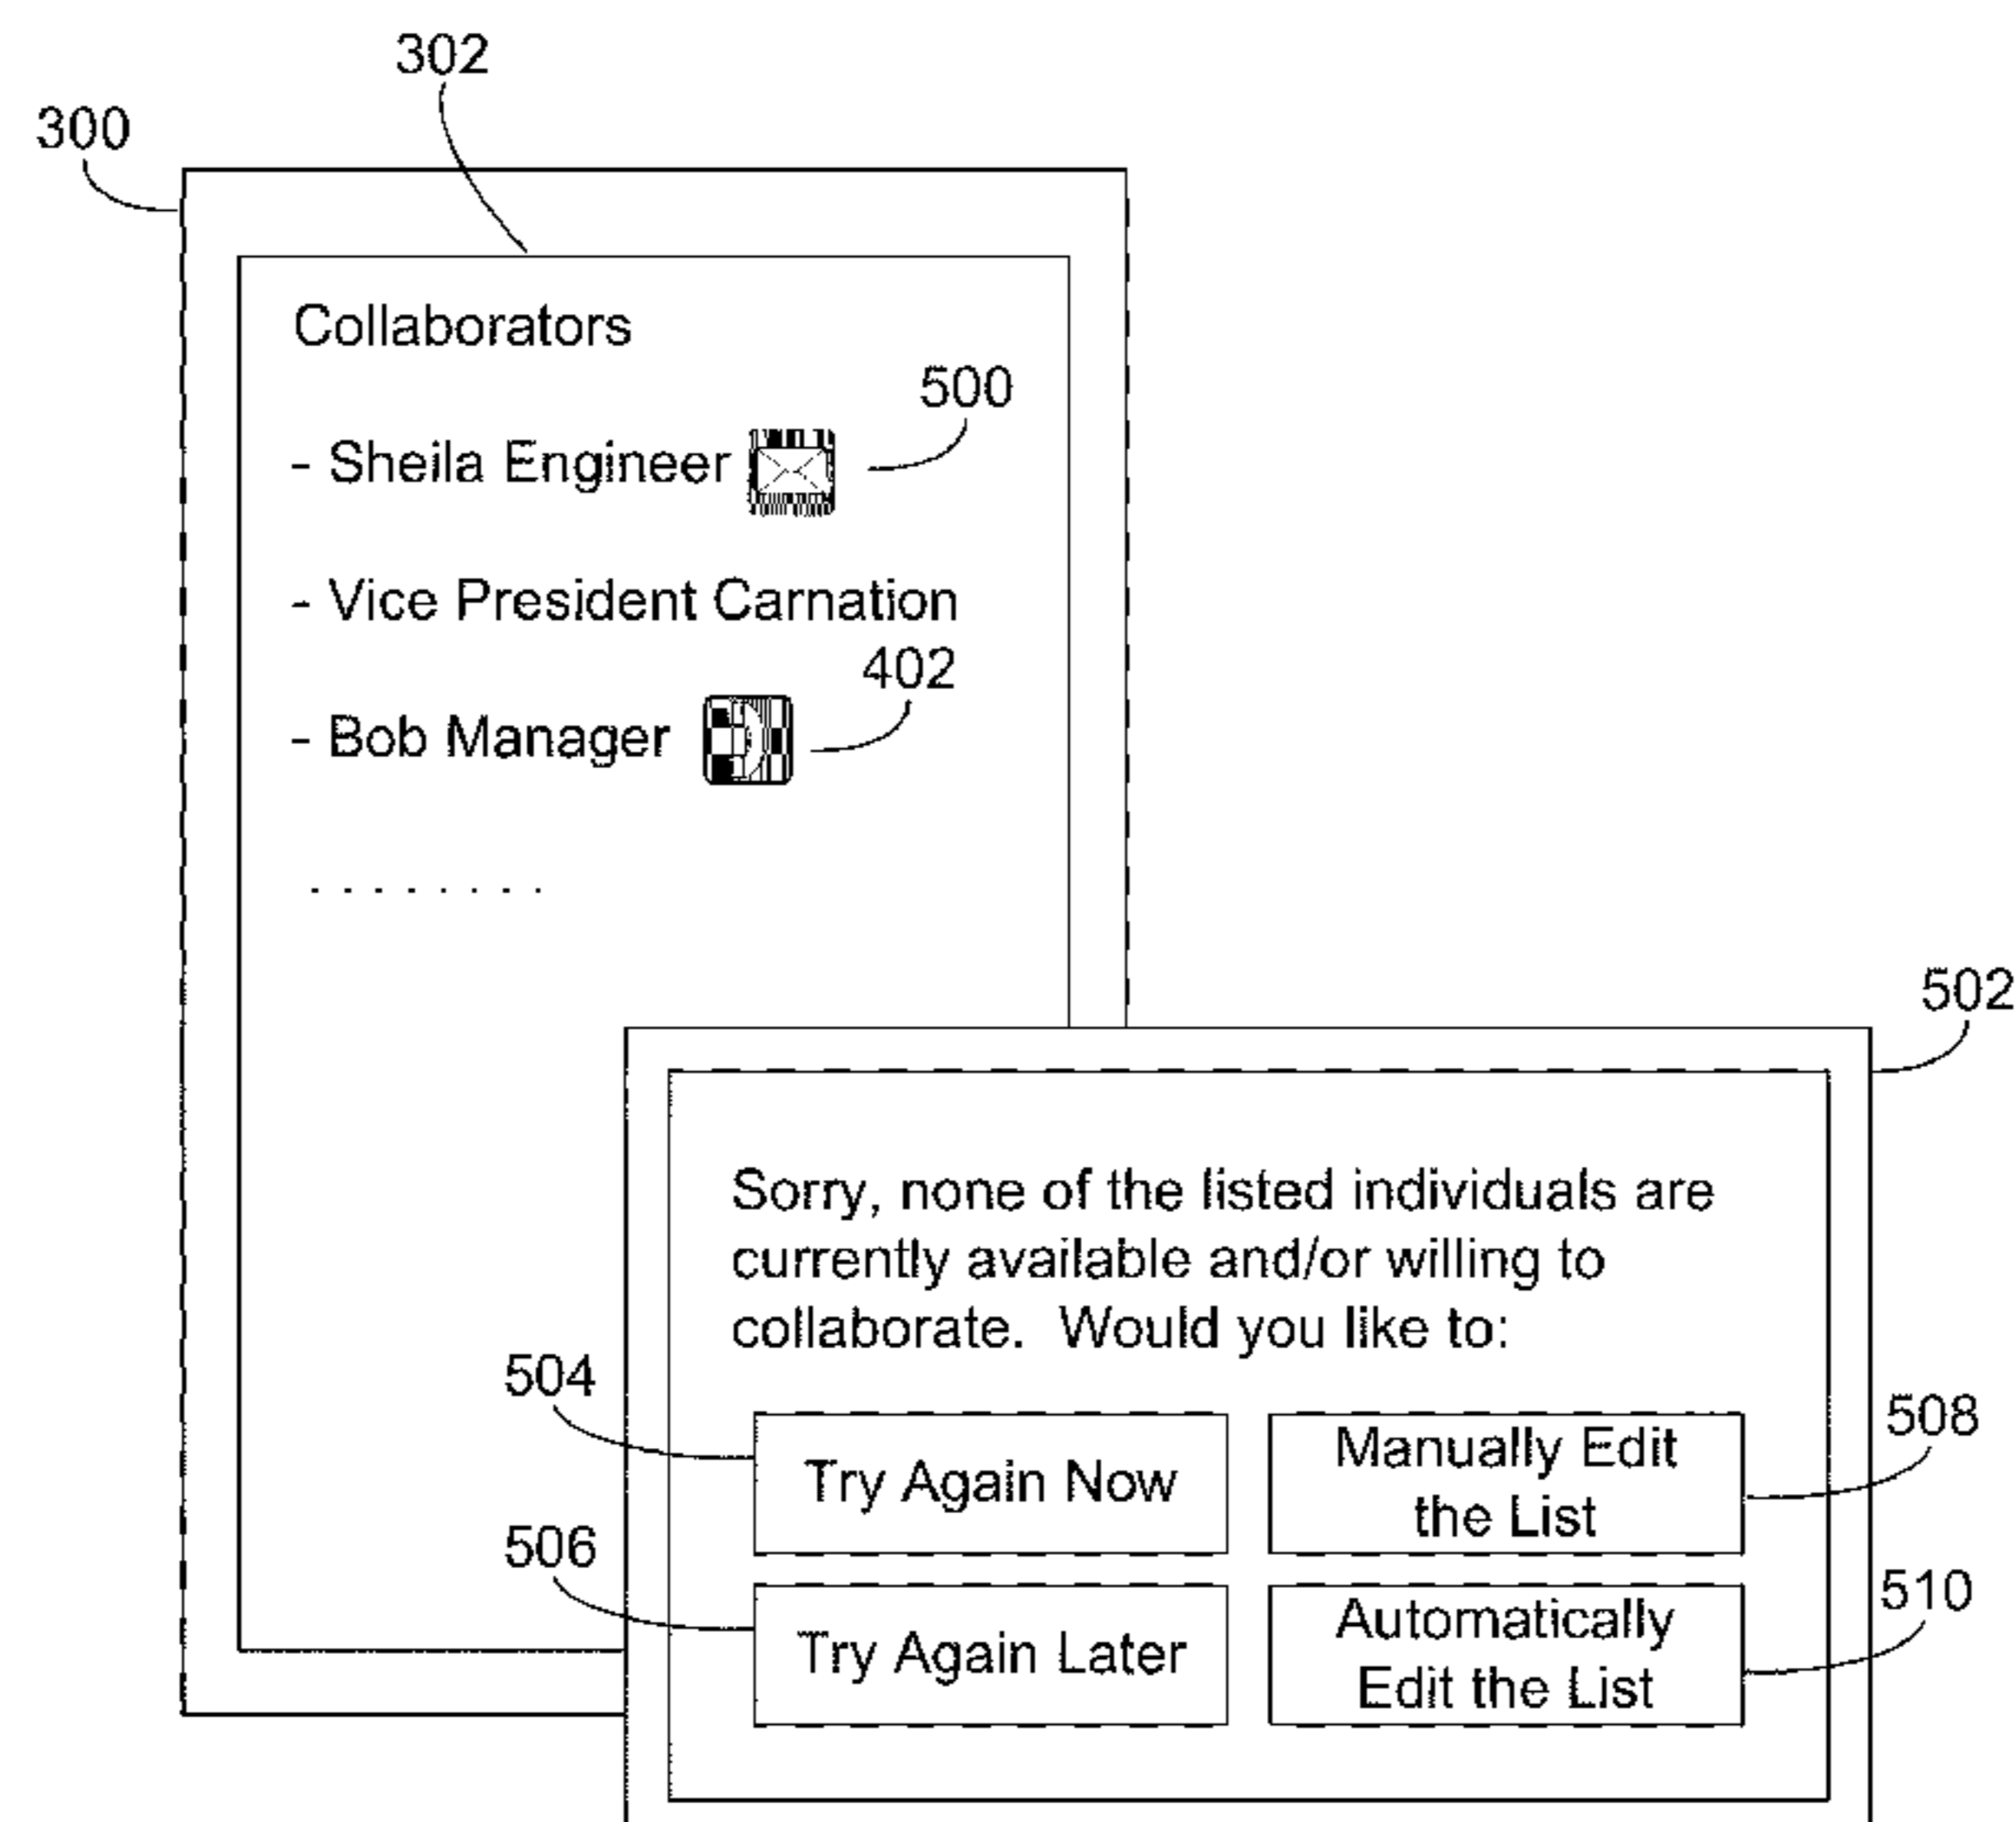 302
300
Collaborators
500
- Sheila Engineer
- Vice President Carnation
402
- Bob Manager
. . . . . . . .
502
Sorry, none of the listed individuals are
currently available and/or willing to
collaborate. Would you like to:
504
Try Again Now
Manually Edit
the List
508
506
Try Again Later
Automatically
Edit the List
510